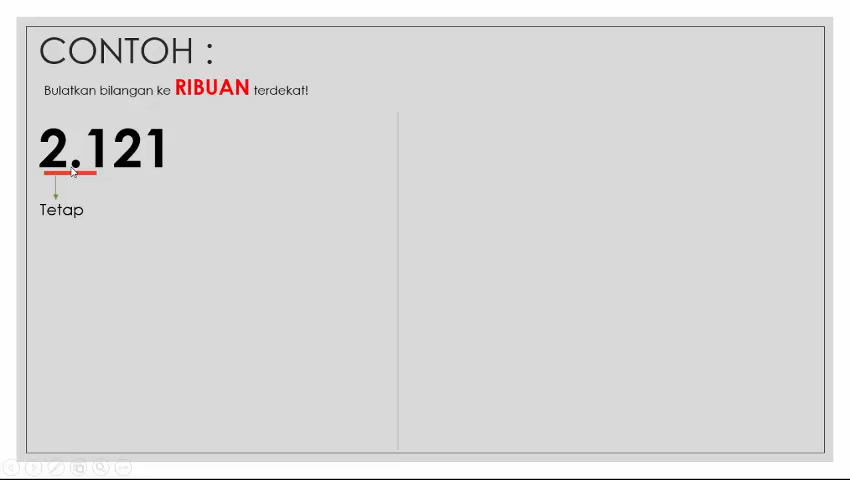 CONTOH :
Bulatkan bilangan ke RIBUAN terdekat!
2.121
Tetap